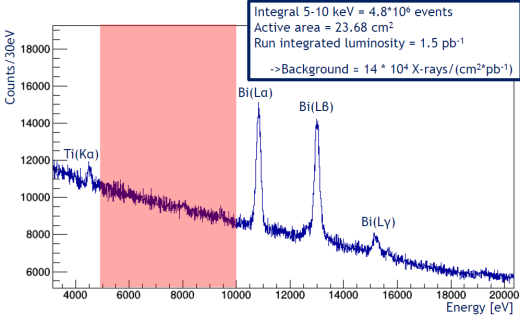 Integral 5-10 keV = 4.8*10⁶ events
Active area = 23.68 cm²
Run integrated luminosity = 1.5 pb⁻¹
->Background ≈ 14 * 10⁴ X-rays/(cm²*pb⁻¹)
Counts/30eV
18000
16000
14000
12000
10000
8000
6000
Ti(Kα)
Bi(Lα)
Bi(Lβ)
Bi(Lγ)
4000
6000
8000
10000
12000
14000
16000
18000
20000
Energy [eV]